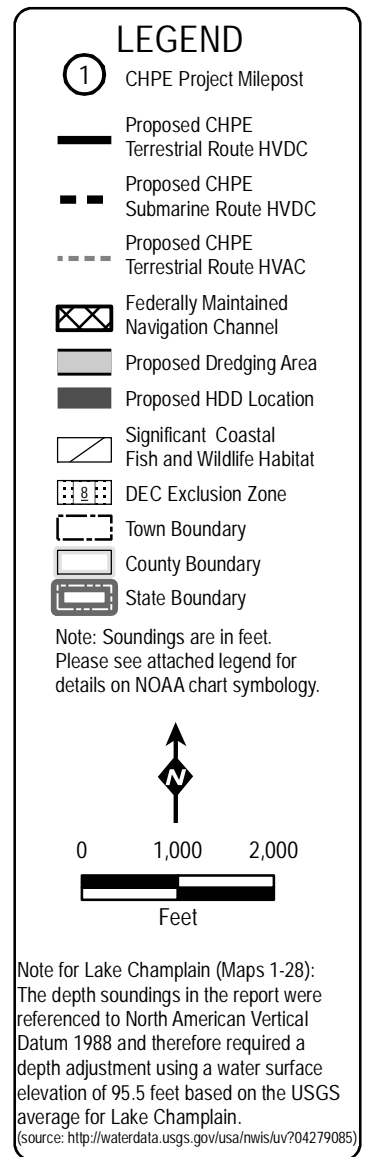 LEGEND
1 CHPE Project Milepost
Proposed CHPE
Terrestrial Route HVDC
Proposed CHPE
Submarine Route HVDC
Proposed CHPE
Terrestrial Route HVAC
Federally Maintained
Navigation Channel
Proposed Dredging Area
Proposed HDD Location
Significant Coastal
Fish and Wildlife Habitat
8 DEC Exclusion Zone
Town Boundary
County Boundary
State Boundary
Note: Soundings are in feet.
Please see attached legend for
details on NOAA chart symbology.
N
0 1,000 2,000
Feet
Note for Lake Champlain (Maps 1-28):
The depth soundings in the report were
referenced to North American Vertical
Datum 1988 and therefore required a
depth adjustment using a water surface
elevation of 95.5 feet based on the USGS
average for Lake Champlain.
(source: http://waterdata.usgs.gov/usa/nwis/uv?04279085)